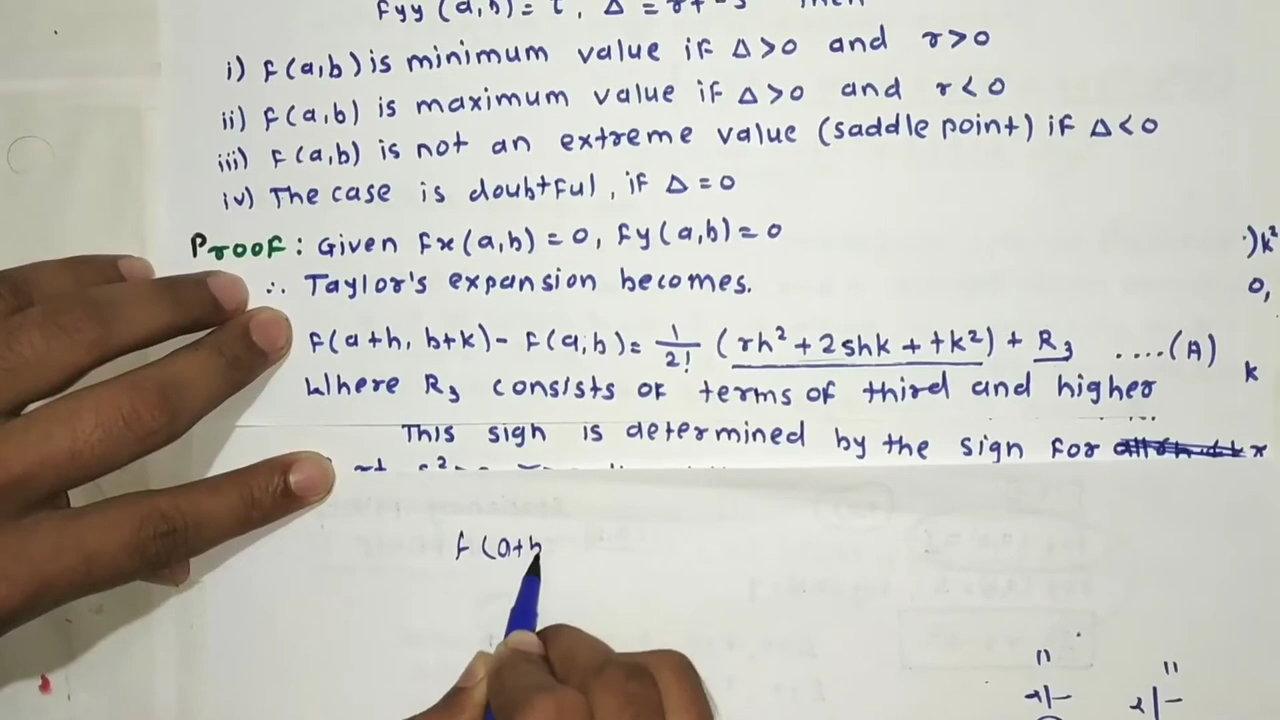 Fyy (a,b) = t, Δ =
i) f(a,b) is minimum value if Δ>0 and r>0
ii) f(a,b) is maximum value if Δ>0 and r<0
iii) f(a,b) is not an extreme value (saddle point) if Δ<0
iv) The case is doubtful, if Δ=0
Proof: Given fx(a,b)=0, fy(a,b)=0
)k²
∴ Taylor's expansion becomes.
0,
f(a+h, b+k)- f(a,b)= 1/2! (rh²+2shk+tk²)+R₃ ....(A)
k
Where R₃ consists of terms of third and higher
This sign is determined by the sign for
f(a+h